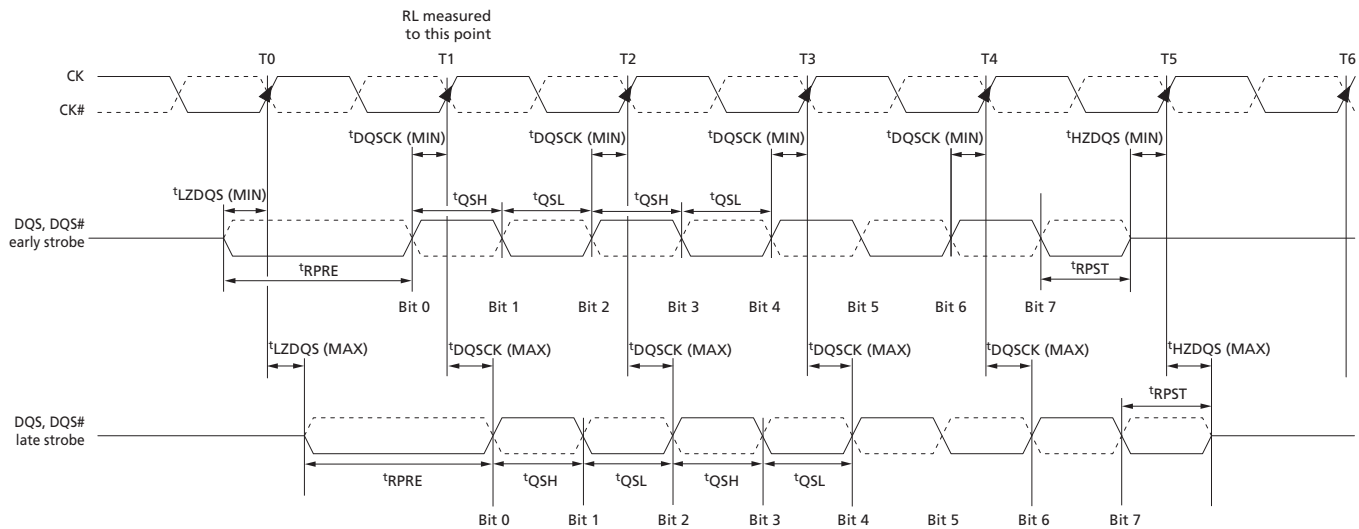 RL measured
to this point
T0 T1 T2 T3 T4 T5 T6
CK
CK#
tDQSCK (MIN) tDQSCK (MIN) tDQSCK (MIN) tDQSCK (MIN) tHZDQS (MIN)
tLZDQS (MIN)
tQSH tQSL tQSH tQSL
DQS, DQS#
early strobe
tRPRE tRPST
Bit 0 Bit 1 Bit 2 Bit 3 Bit 4 Bit 5 Bit 6 Bit 7
tLZDQS (MAX) tDQSCK (MAX) tDQSCK (MAX) tDQSCK (MAX) tDQSCK (MAX) tHZDQS (MAX)
tRPST
DQS, DQS#
late strobe
tRPRE tQSH tQSL tQSH tQSL
Bit 0 Bit 1 Bit 2 Bit 3 Bit 4 Bit 5 Bit 6 Bit 7